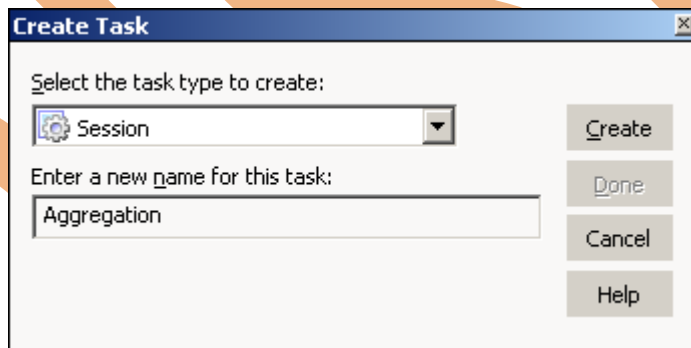 Create Task
Select the task type to create:
Session
Create
Enter a new name for this task:
Done
Aggregation
Cancel
Help